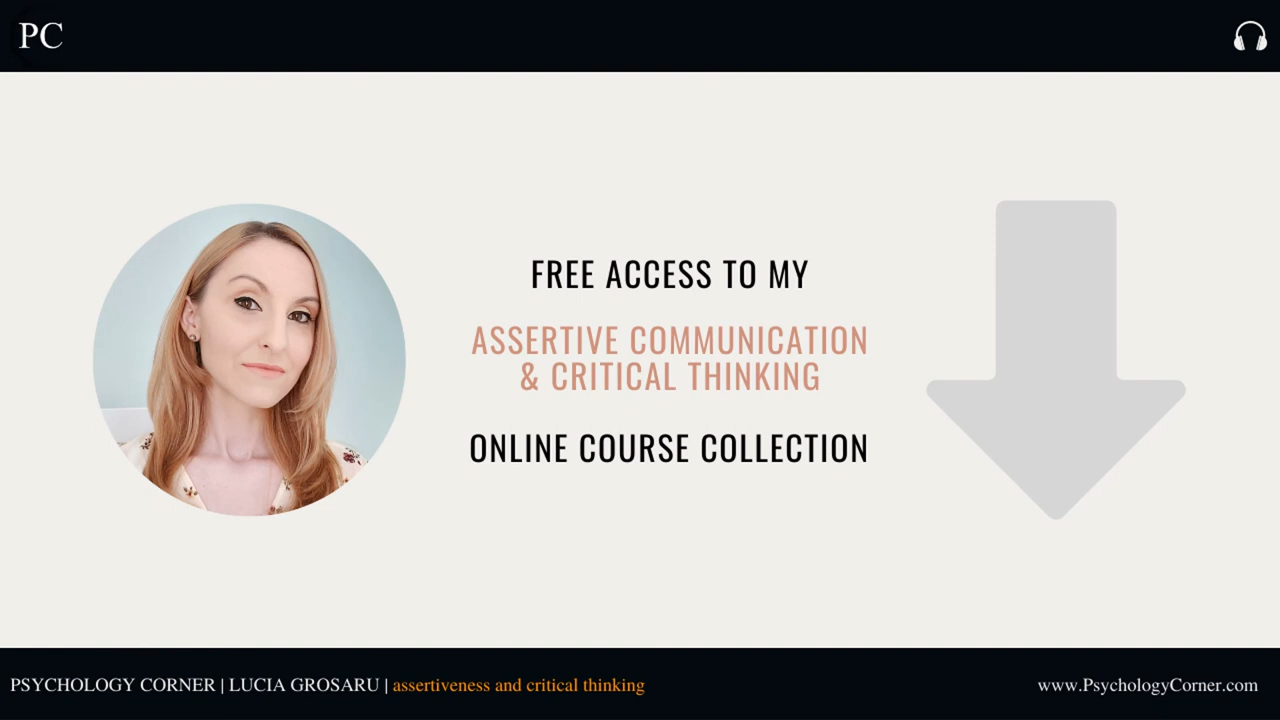 PC
FREE ACCESS TO MY
ASSERTIVE COMMUNICATION
& CRITICAL THINKING
ONLINE COURSE COLLECTION
PSYCHOLOGY CORNER | LUCIA GROSARU | assertiveness and critical thinking
www.PsychologyCorner.com